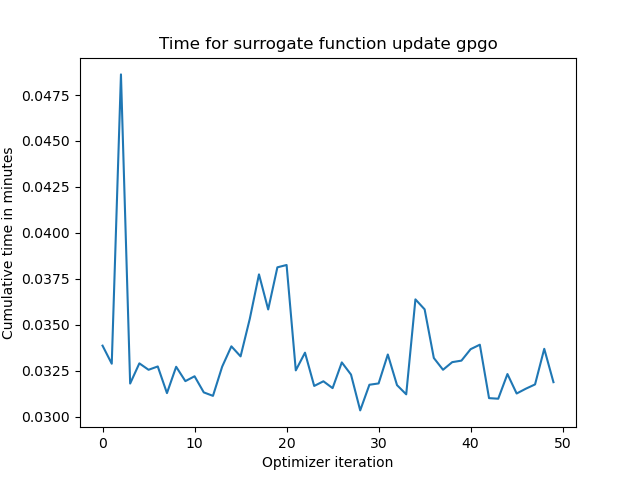 Time for surrogate function update gpgo
Cumulative time in minutes
0.0475
0.0450
0.0425
0.0400
0.0375
0.0350
0.0325
0.0300
0 10 20 30 40 50
Optimizer iteration